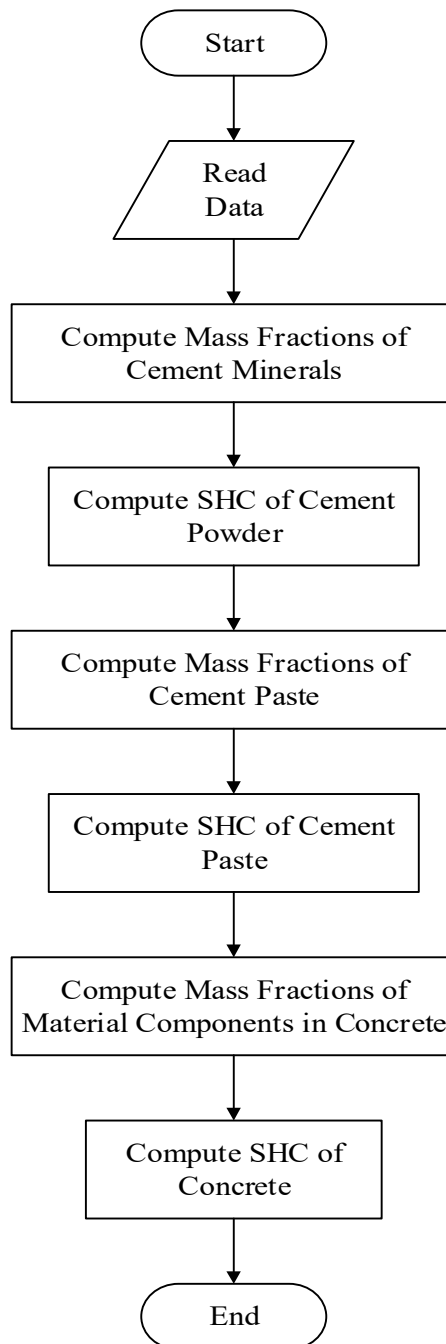 Start
Read
Data
Compute Mass Fractions of
Cement Minerals
Compute SHC of Cement
Powder
Compute Mass Fractions of
Cement Paste
Compute SHC of Cement
Paste
Compute Mass Fractions of
Material Components in Concrete
Compute SHC of
Concrete
End